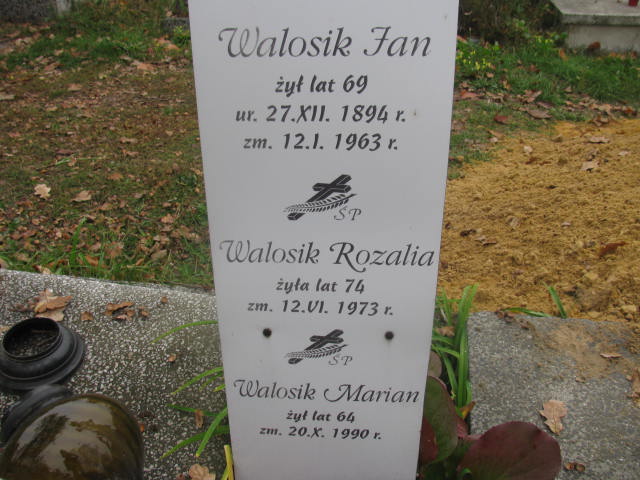 Walosik Jan
żył lat 69
ur. 27.XII. 1894 r.
zm. 12.I. 1963 r.
ŚP
Walosik Rozalia
żyła lat 74
zm. 12.VI. 1973 r.
ŚP
Walosik Marian
żył lat 64
zm. 20.X. 1990 r.